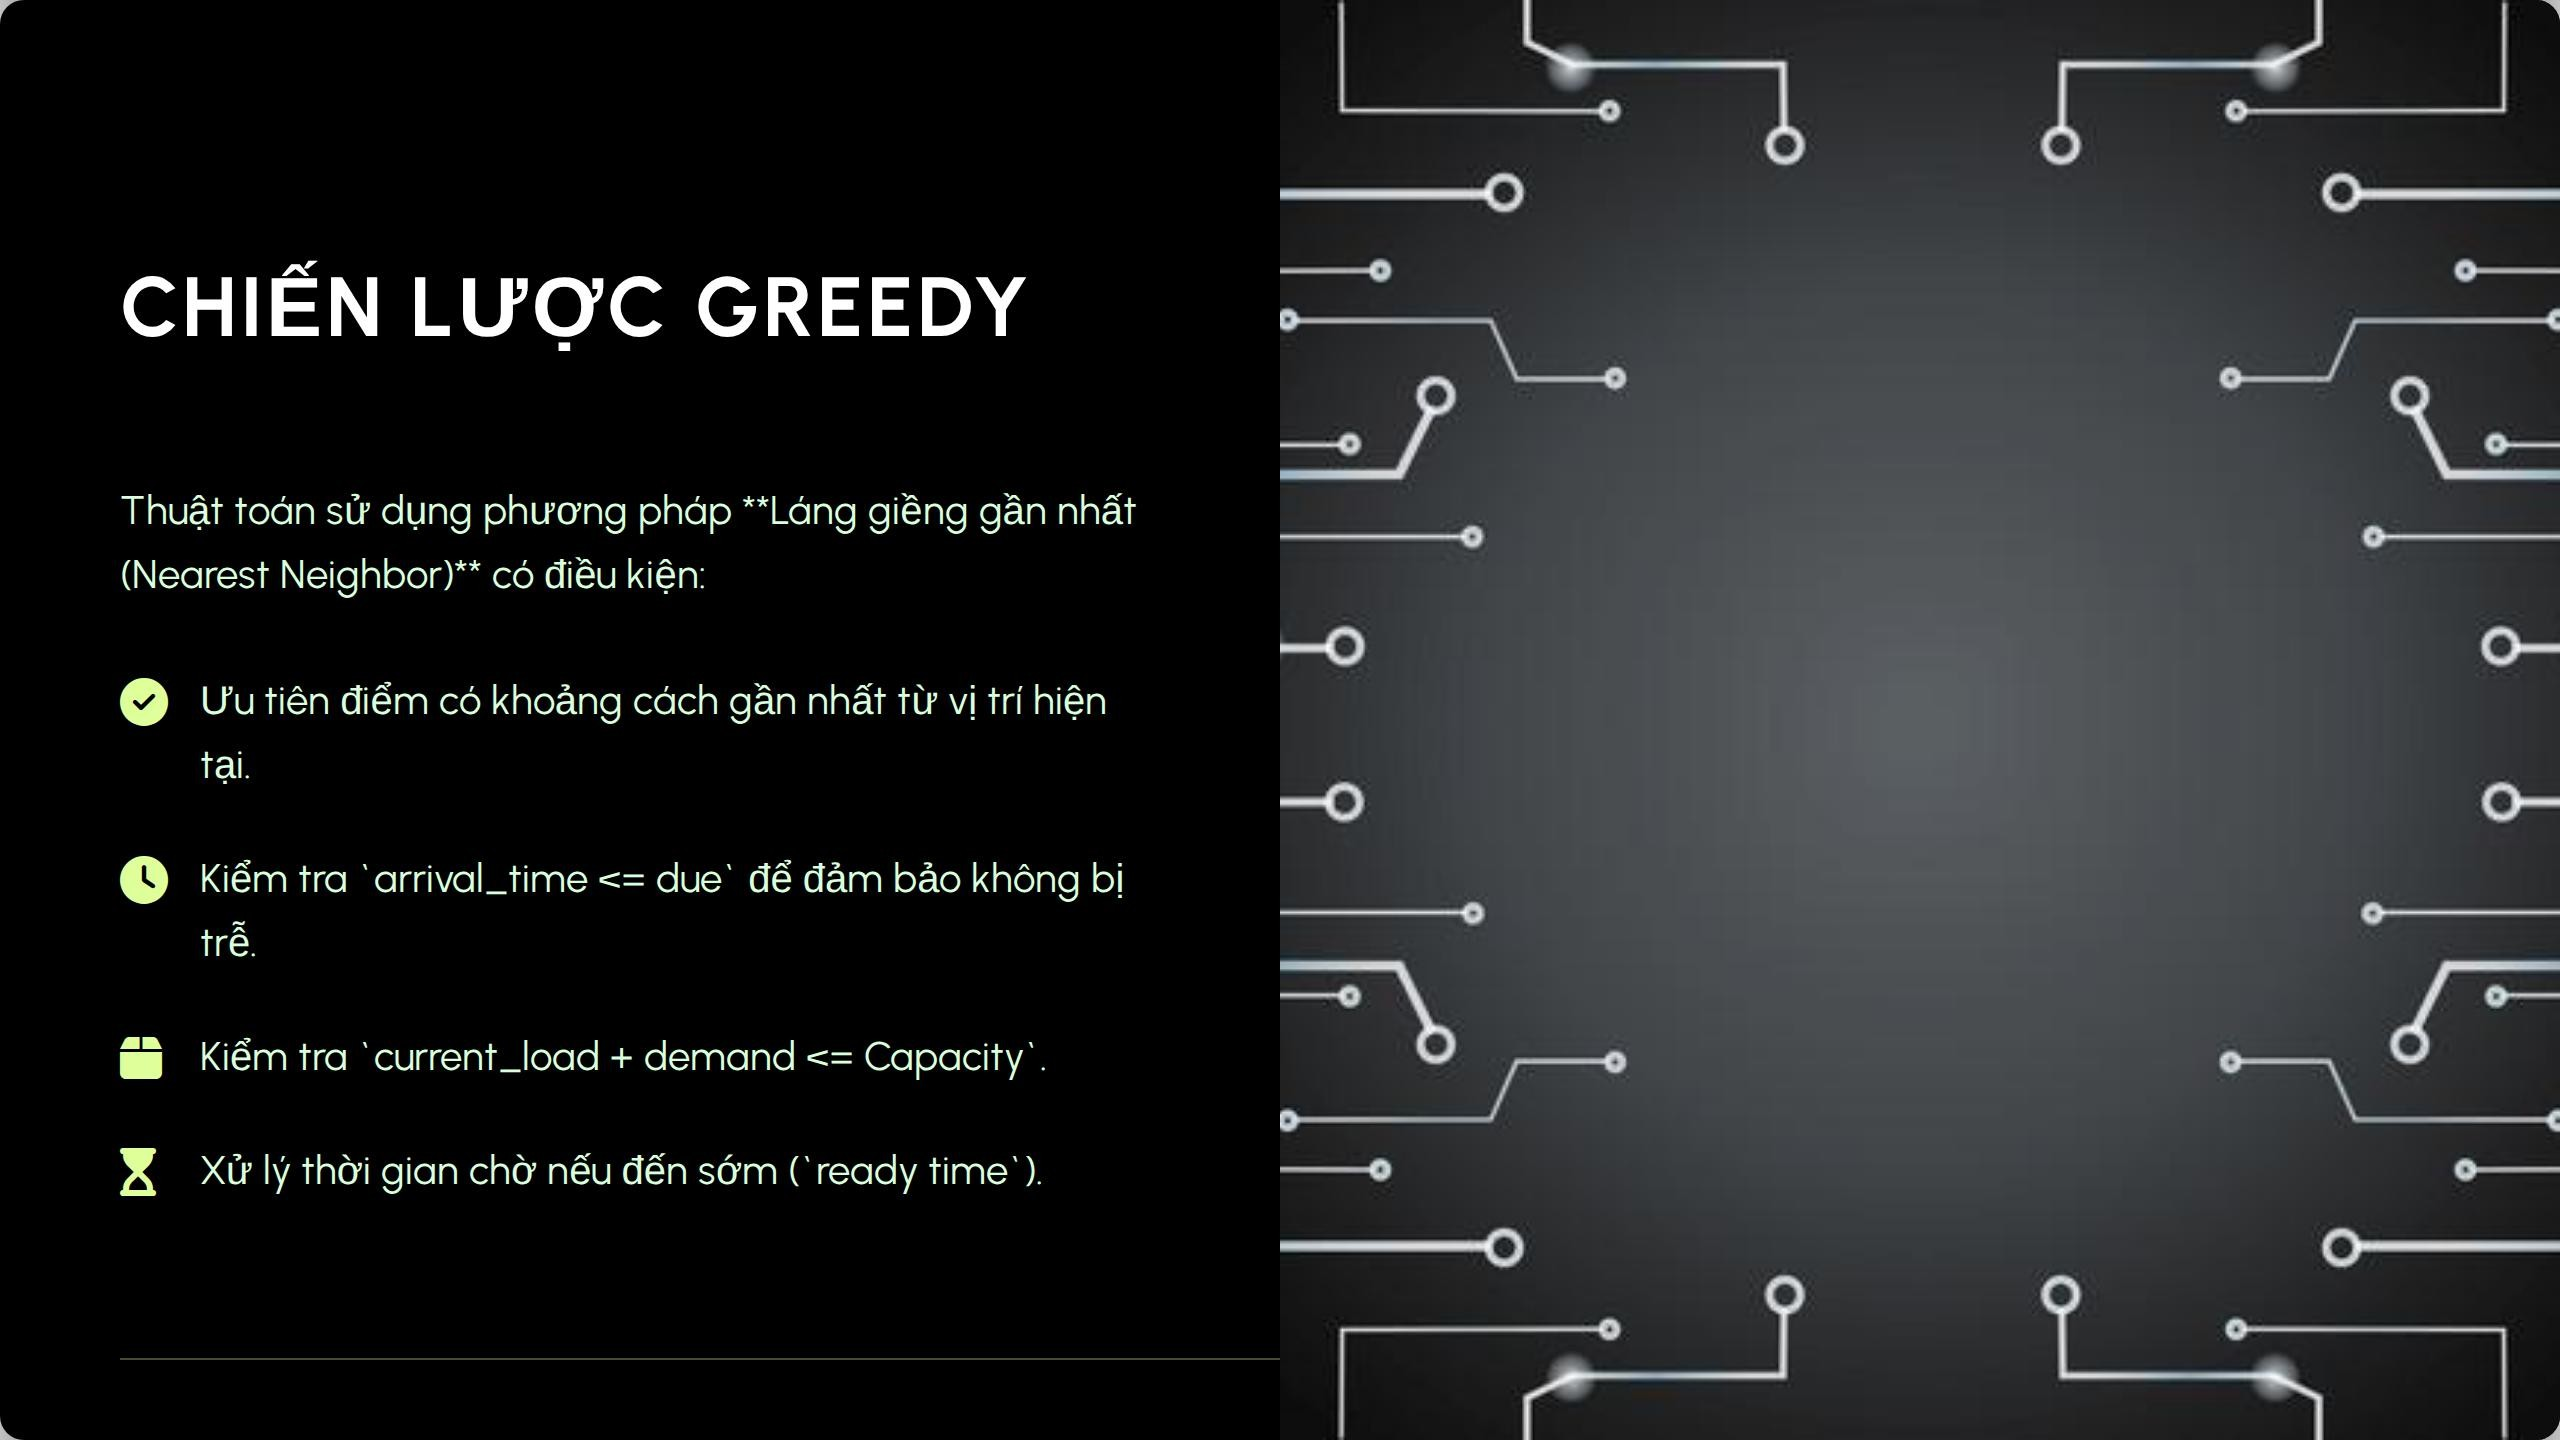 CHIẾN LƯỢC GREEDY
Thuật toán sử dụng phương pháp **Láng giềng gần nhất
(Nearest Neighbor)** có điều kiện:
Ưu tiên điểm có khoảng cách gần nhất từ vị trí hiện
tại.
Kiểm tra `arrival_time <= due` để đảm bảo không bị
trễ.
Kiểm tra `current_load + demand <= Capacity`.
Xử lý thời gian chờ nếu đến sớm (`ready time`).